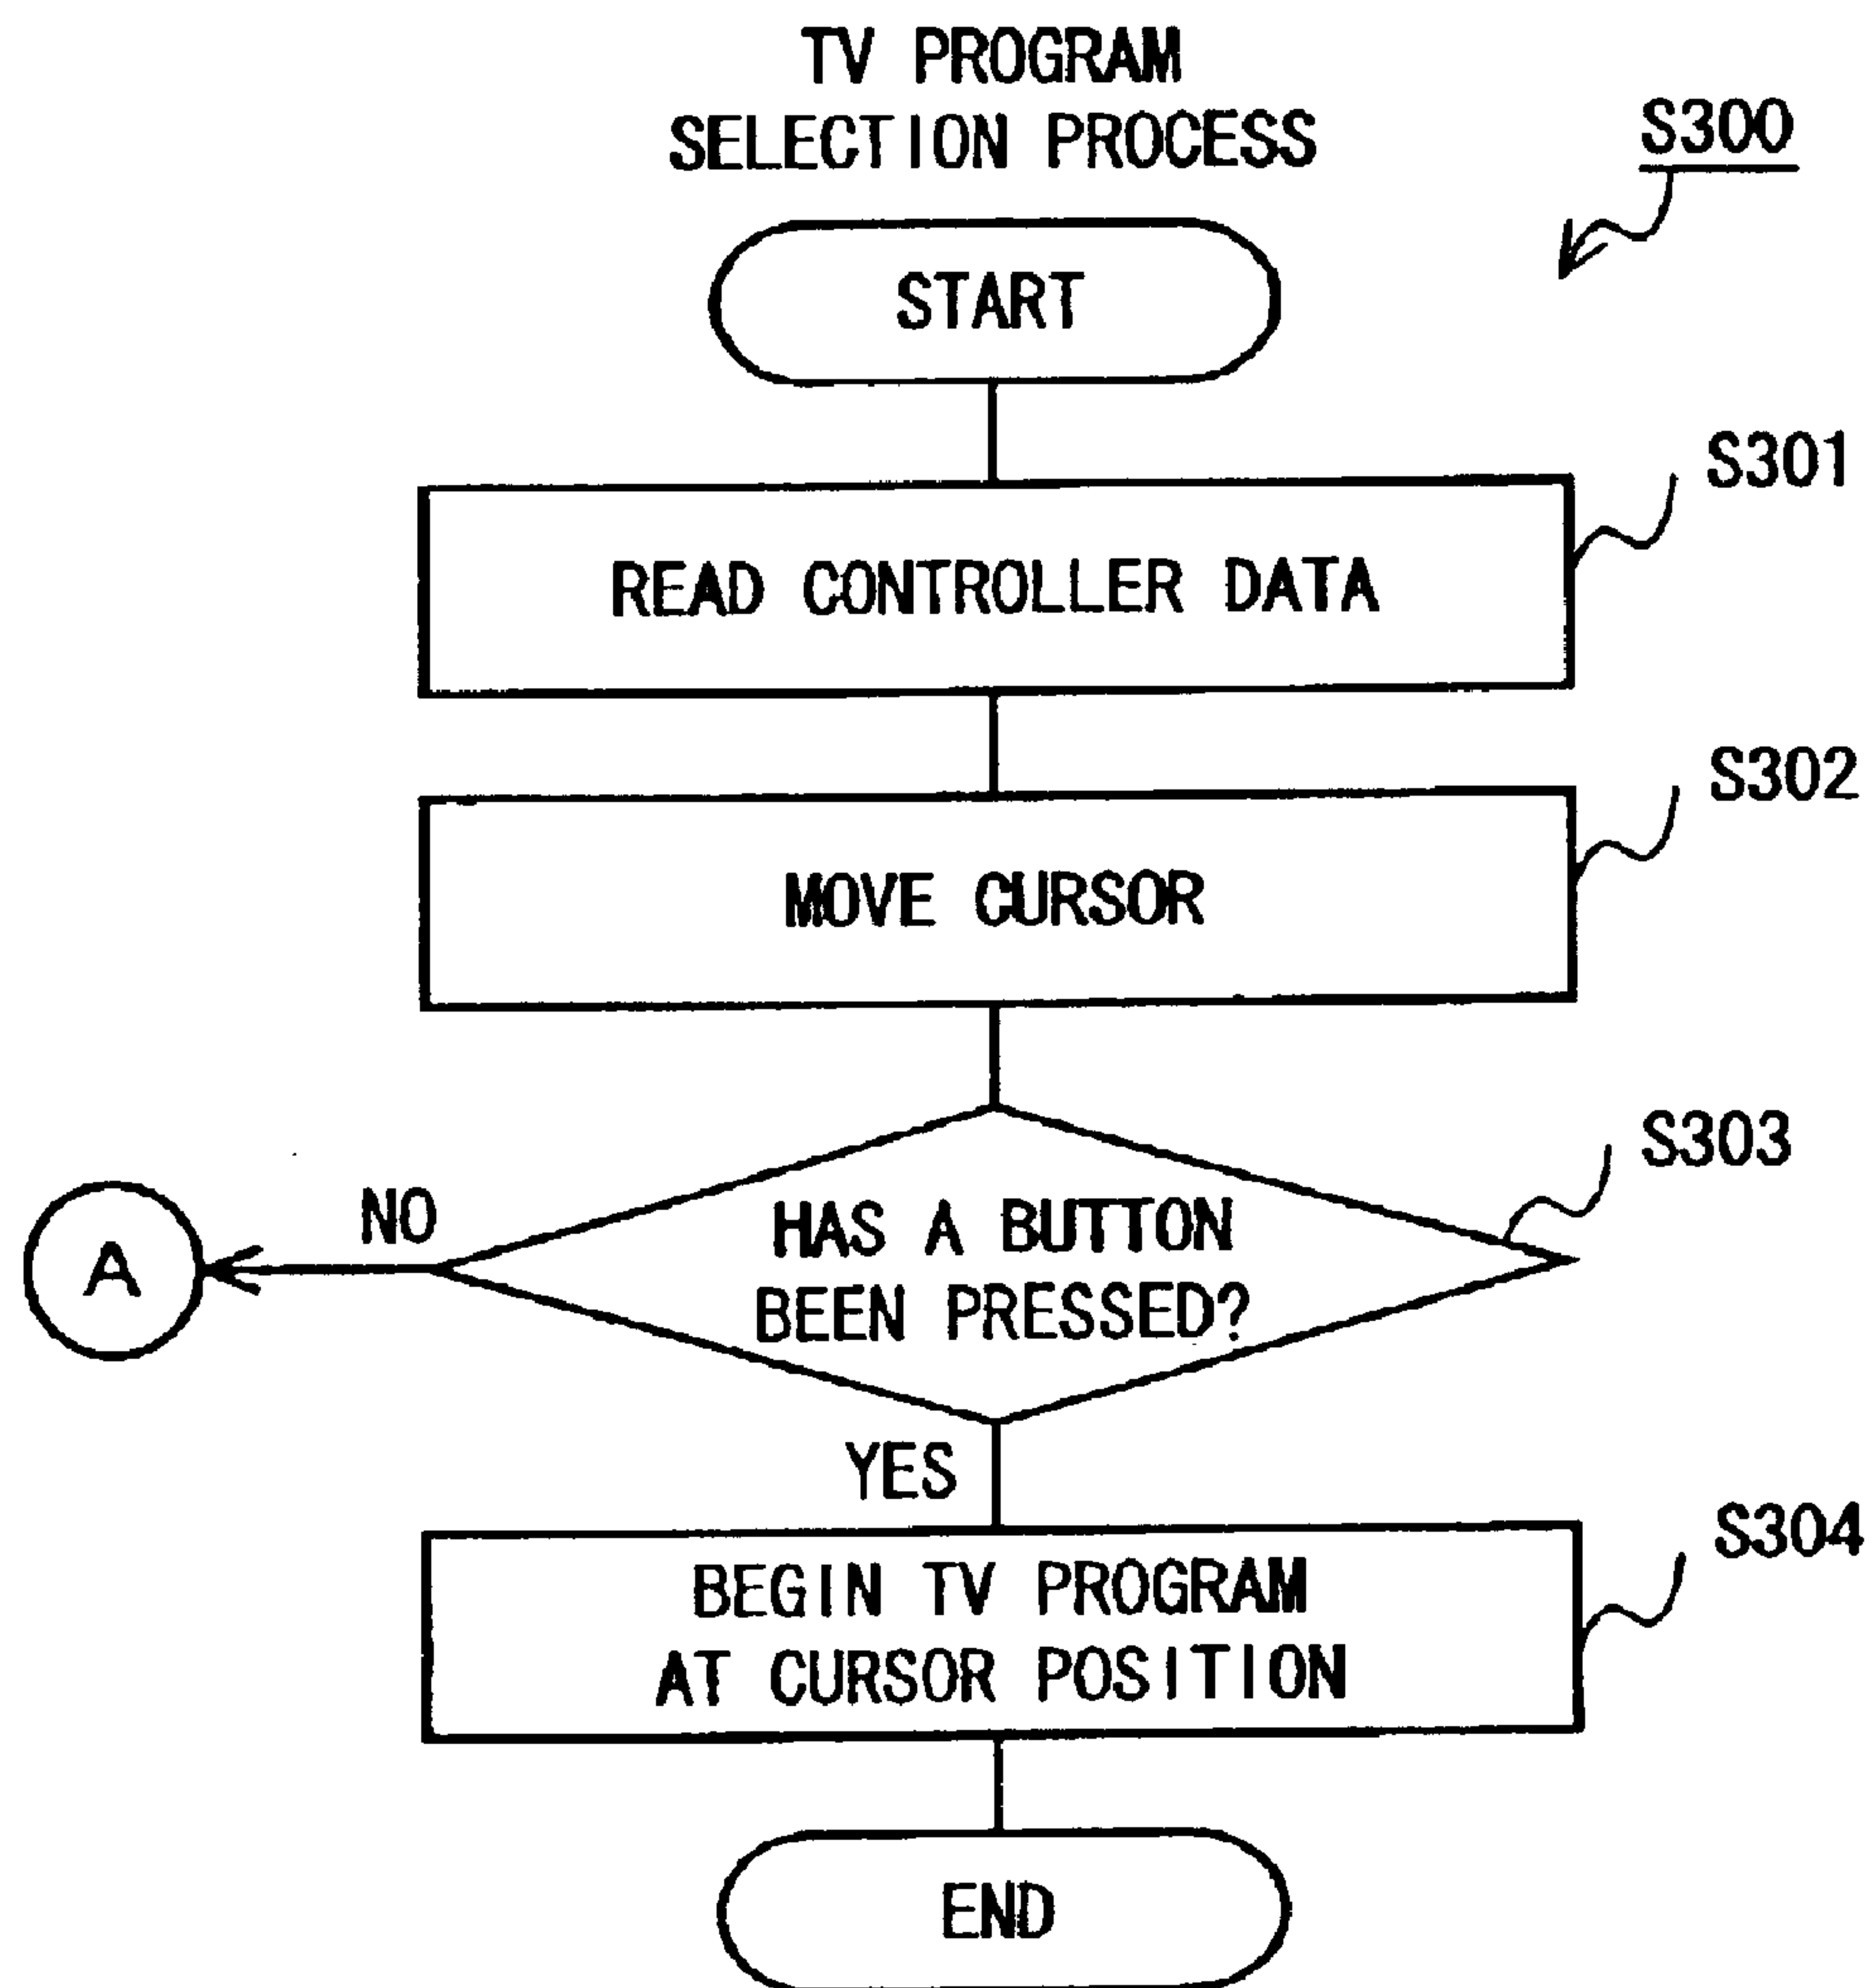 TV PROGRAM
SELECTION PROCESS
S300
START
S301
READ CONTROLLER DATA
S302
MOVE CURSOR
S303
HAS A BUTTON
BEEN PRESSED?
NO
A
YES
S304
BEGIN TV PROGRAM
AT CURSOR POSITION
END